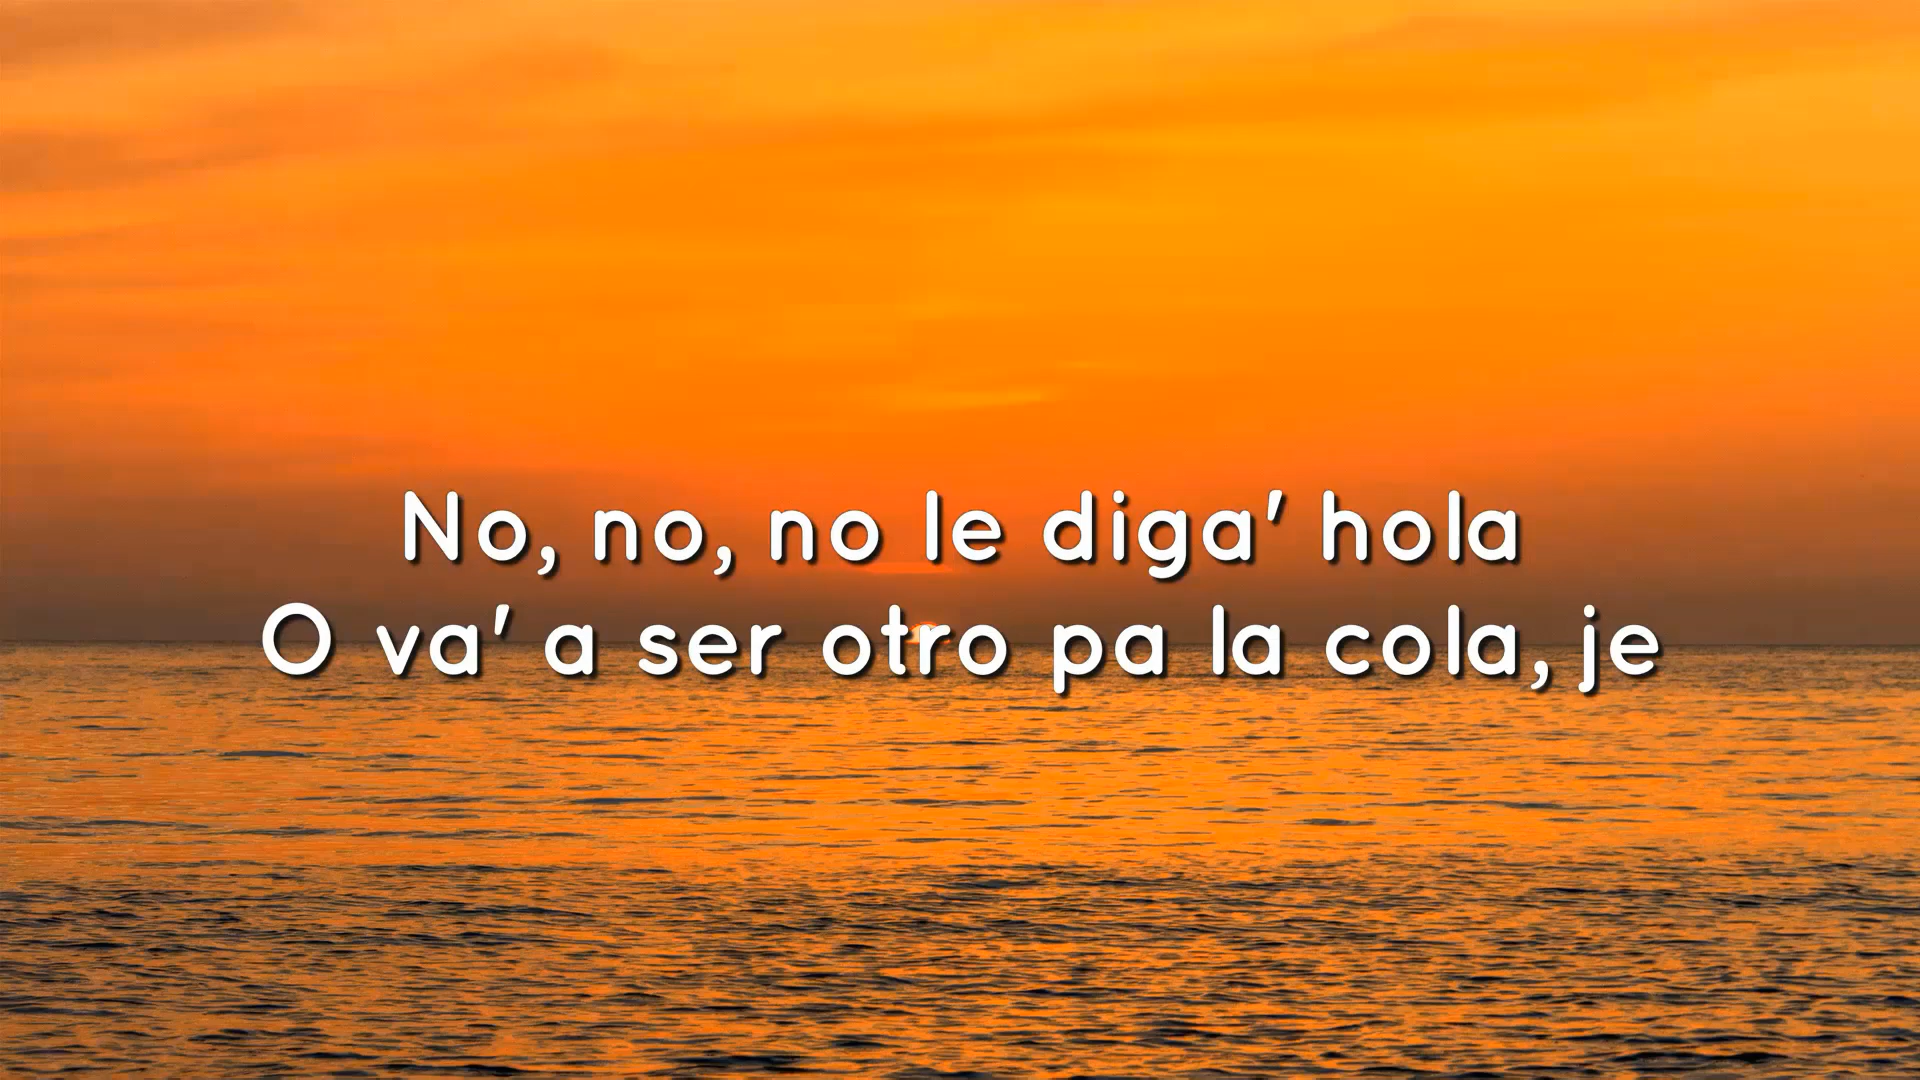 No, no, no le diga' hola
O va' a ser otro pa la cola, je